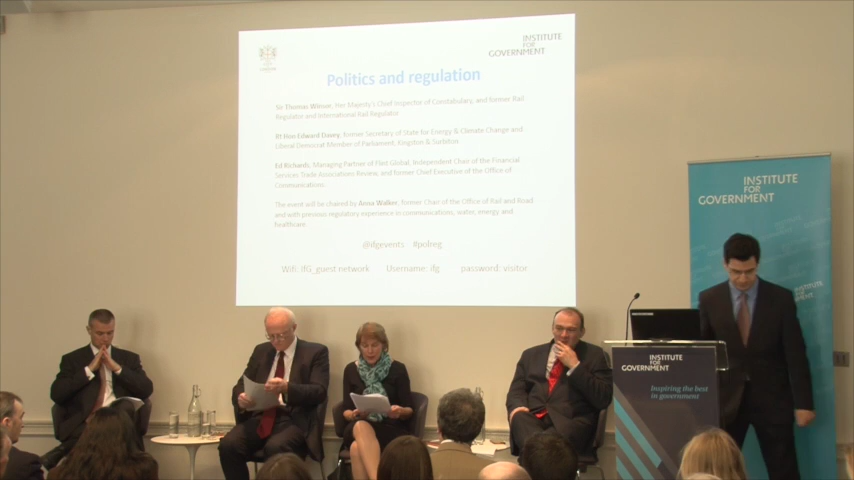 INSTITUTE
FOR
GOVERNMENT
Politics and regulation
Sir Thomas Winsor, Her Majesty's Chief Inspector of Constabulary, and former Rail
Regulator and International Rail Regulator
Rt Hon Edward Davey, former Secretary of State for Energy & Climate Change and
Liberal Democrat Member of Parliament, Kingston & Surbiton
Ed Richards, Managing Partner of Flint Global, Independent Chair of the Financial
Services Trade Associations Review, and former Chief Executive of the Office of
Communications.
The event will be chaired by Anna Walker, former Chair of the Office of Rail and Road
and with previous regulatory experience in communications, water, energy and
healthcare
@ifgevents #polreg
Wifi: IfG_guest network Username: ifg password: visitor
INSTITUTE
FOR
GOVERNMENT
INSTITUTE
FOR
GOVERNMENT
INSTITUTE
FOR
GOVERNMENT
Inspiring the best
in government